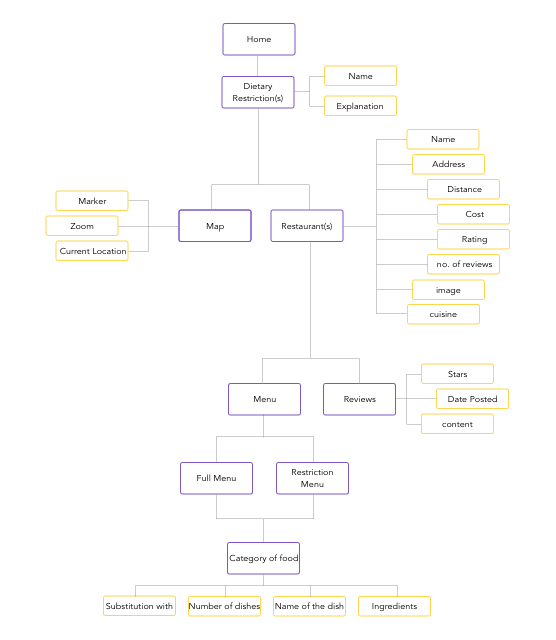 Home
Dietary
Restriction(s)
Name
Explanation
Name
Address
Distance
Cost
Rating
no. of reviews
image
cuisine
Marker
Zoom
Current Location
Map
Restaurant(s)
Menu
Reviews
Stars
Date Posted
content
Full Menu
Restriction
Menu
Category of food
Substitution with
Number of dishes
Name of the dish
Ingredients